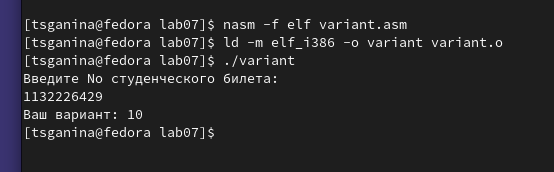 [tsganina@fedora lab07]$ nasm -f elf variant.asm
[tsganina@fedora lab07]$ ld -m elf_i386 -o variant variant.o
[tsganina@fedora lab07]$ ./variant
Введите No студенческого билета:
1132226429
Ваш вариант: 10
[tsganina@fedora lab07]$